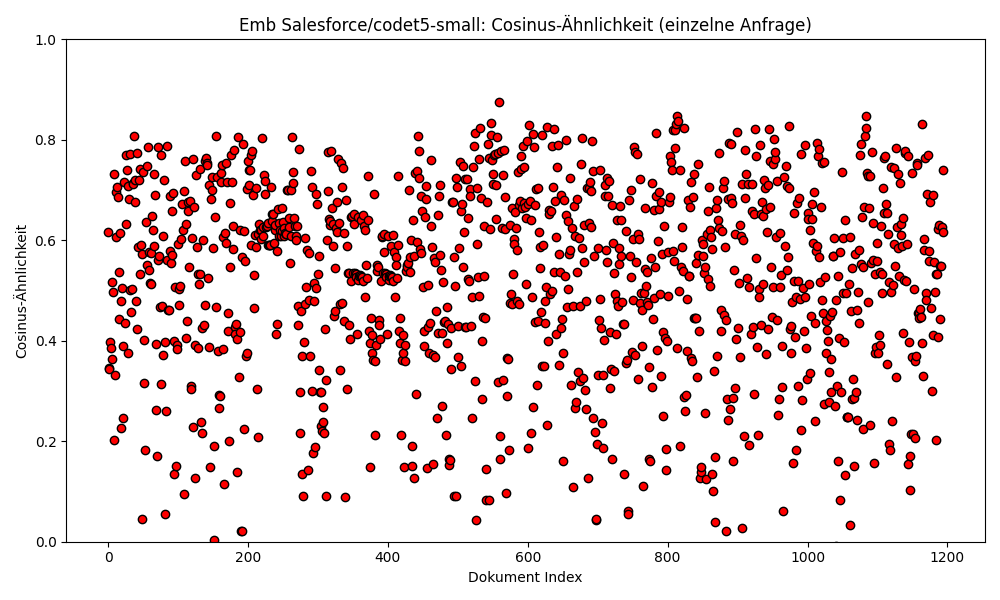 Emb Salesforce/codet5-small: Cosinus-Ähnlichkeit (einzelne Anfrage)
Cosinus-Ähnlichkeit
1.0
0.8
0.6
0.4
0.2
0.0
0 200 400 600 800 1000 1200
Dokument Index